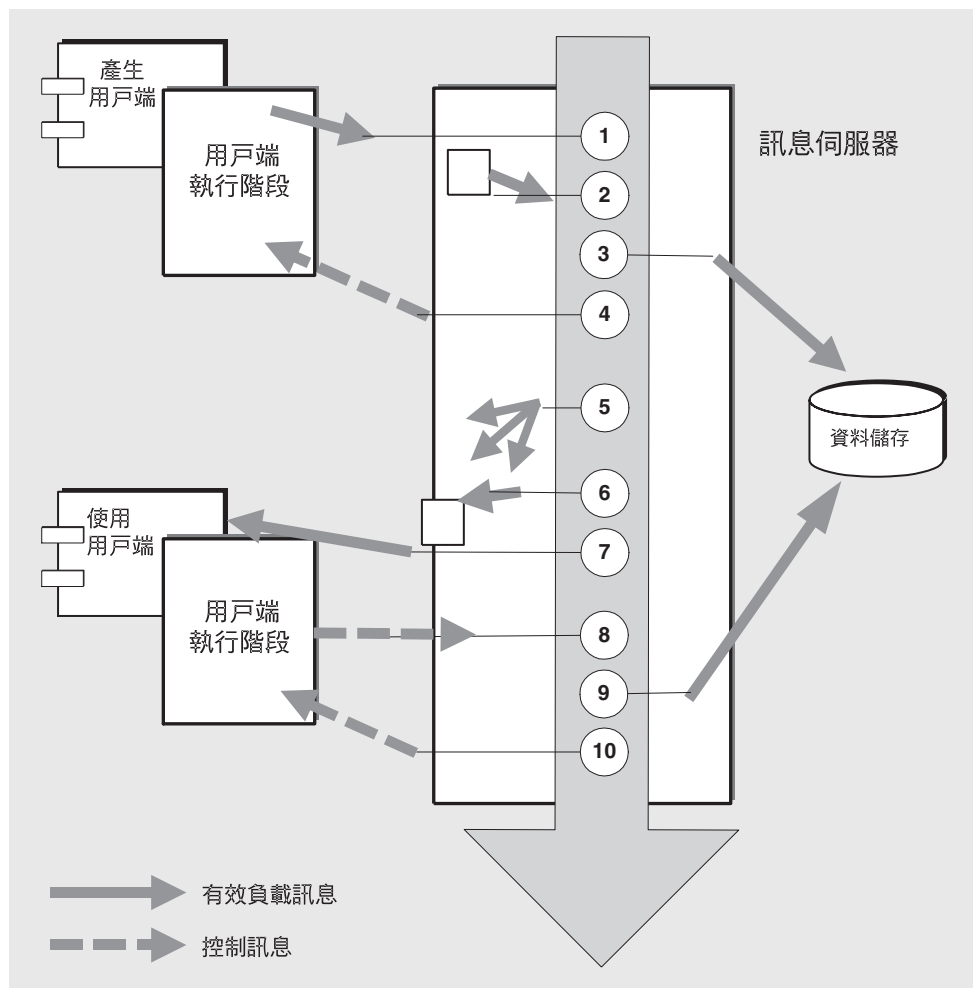 產生
用戶端
用戶端
執行階段
1
訊息伺服器
2
3
4
5
資料儲存
6
使用
用戶端
7
用戶端
執行階段
8
9
10
有效負載訊息
控制訊息